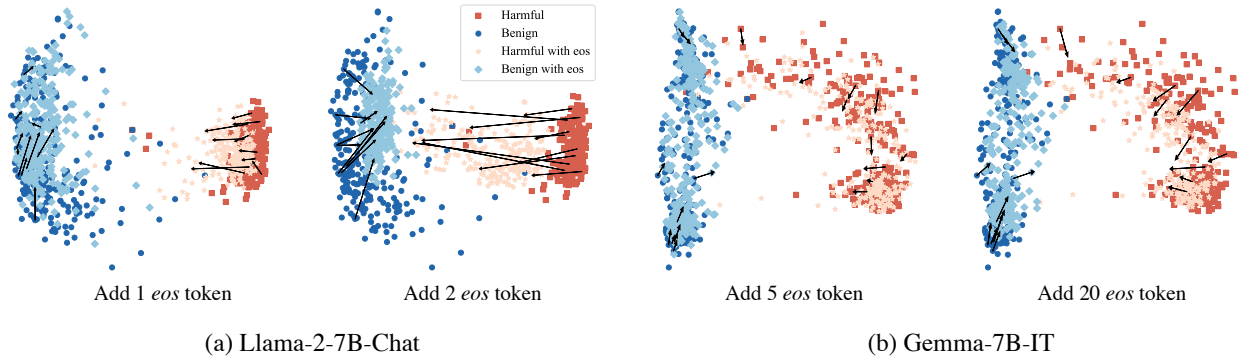 Harmful
Benign
Harmful with eos
Benign with eos
Add 1 eos token
Add 2 eos token
Add 5 eos token
Add 20 eos token
(a) Llama-2-7B-Chat
(b) Gemma-7B-IT